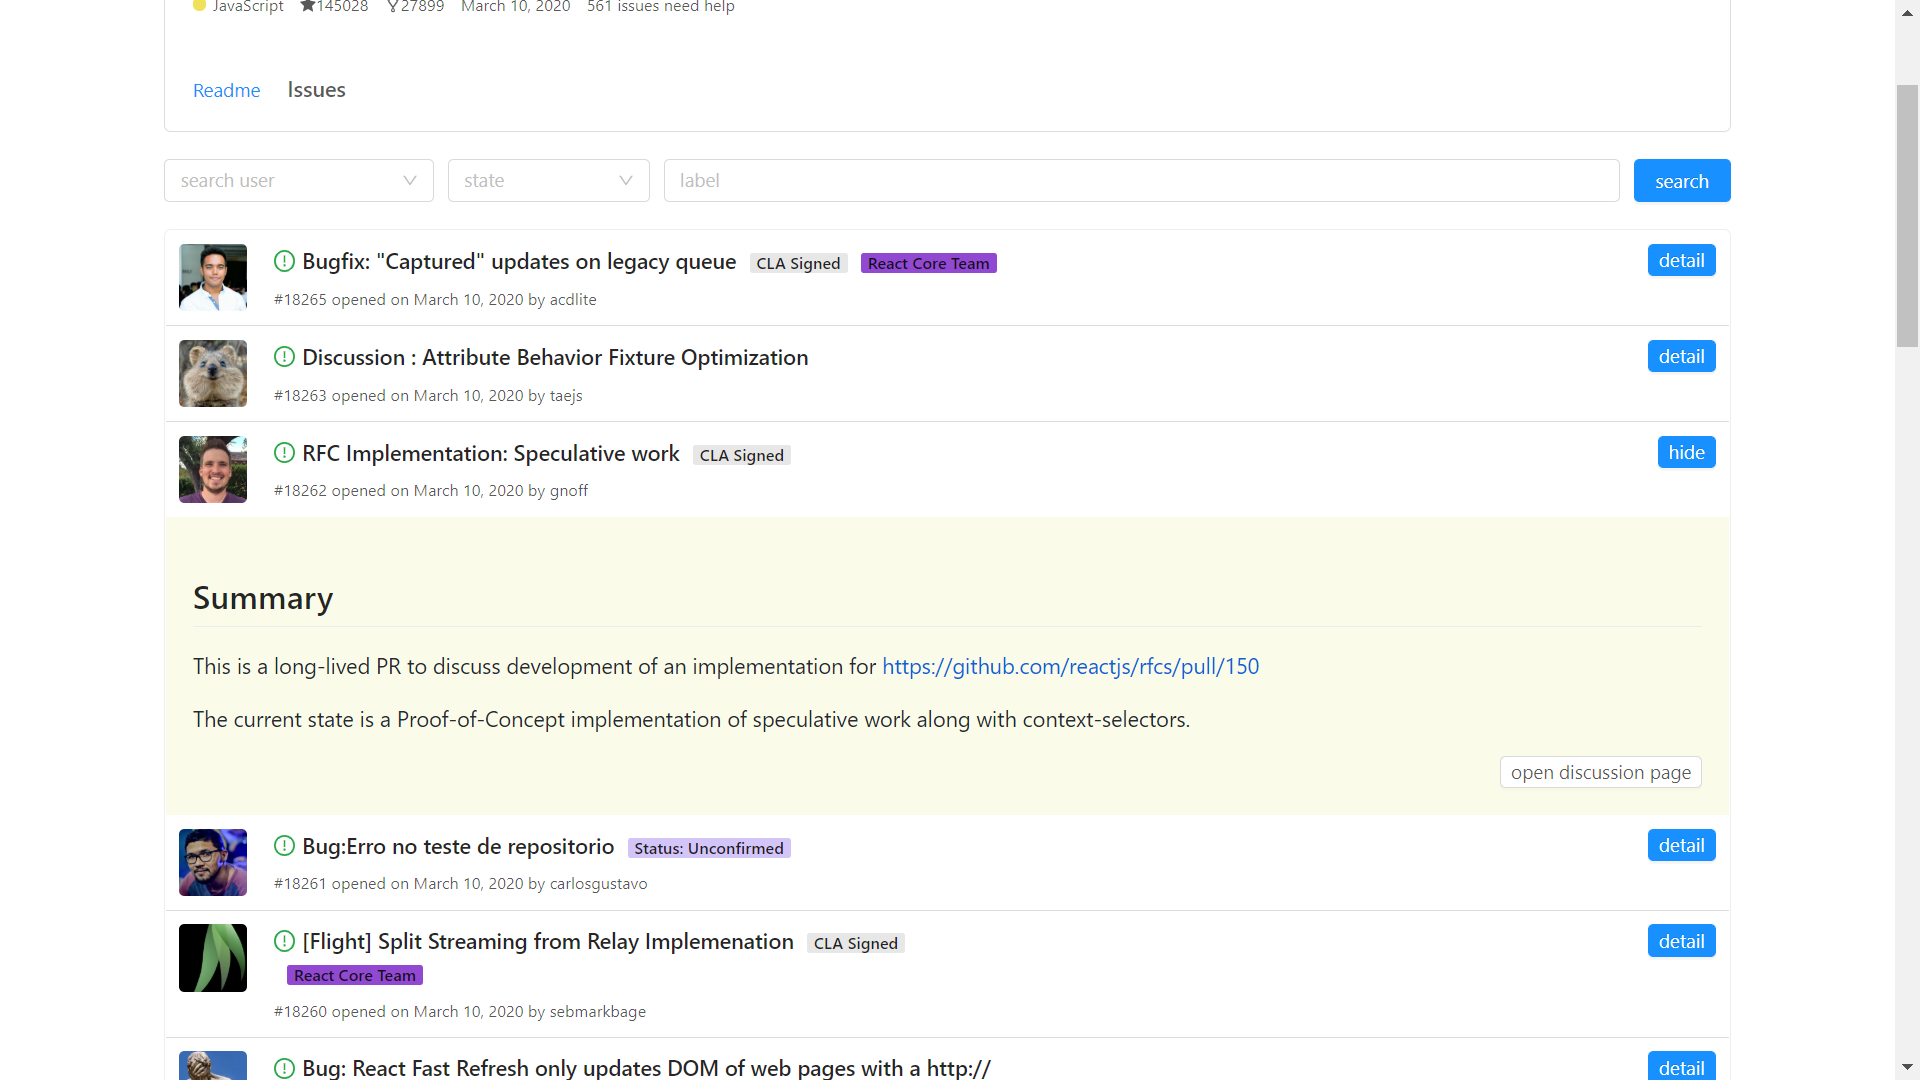 JavaScript 145028 27899 March 10, 2020 561 issues need help
Readme Issues
search user state label search
Bugfix: "Captured" updates on legacy queue CLA Signed React Core Team detail
#18265 opened on March 10, 2020 by acdlite
Discussion : Attribute Behavior Fixture Optimization detail
#18263 opened on March 10, 2020 by taejs
RFC Implementation: Speculative work CLA Signed hide
#18262 opened on March 10, 2020 by gnoff
Summary
This is a long-lived PR to discuss development of an implementation for https://github.com/reactjs/rfcs/pull/150
The current state is a Proof-of-Concept implementation of speculative work along with context-selectors.
open discussion page
Bug:Erro no teste de repositorio Status: Unconfirmed detail
#18261 opened on March 10, 2020 by carlosgustavo
[Flight] Split Streaming from Relay Implemenation CLA Signed detail
React Core Team
#18260 opened on March 10, 2020 by sebmarkbage
Bug: React Fast Refresh only updates DOM of web pages with a http:// detail